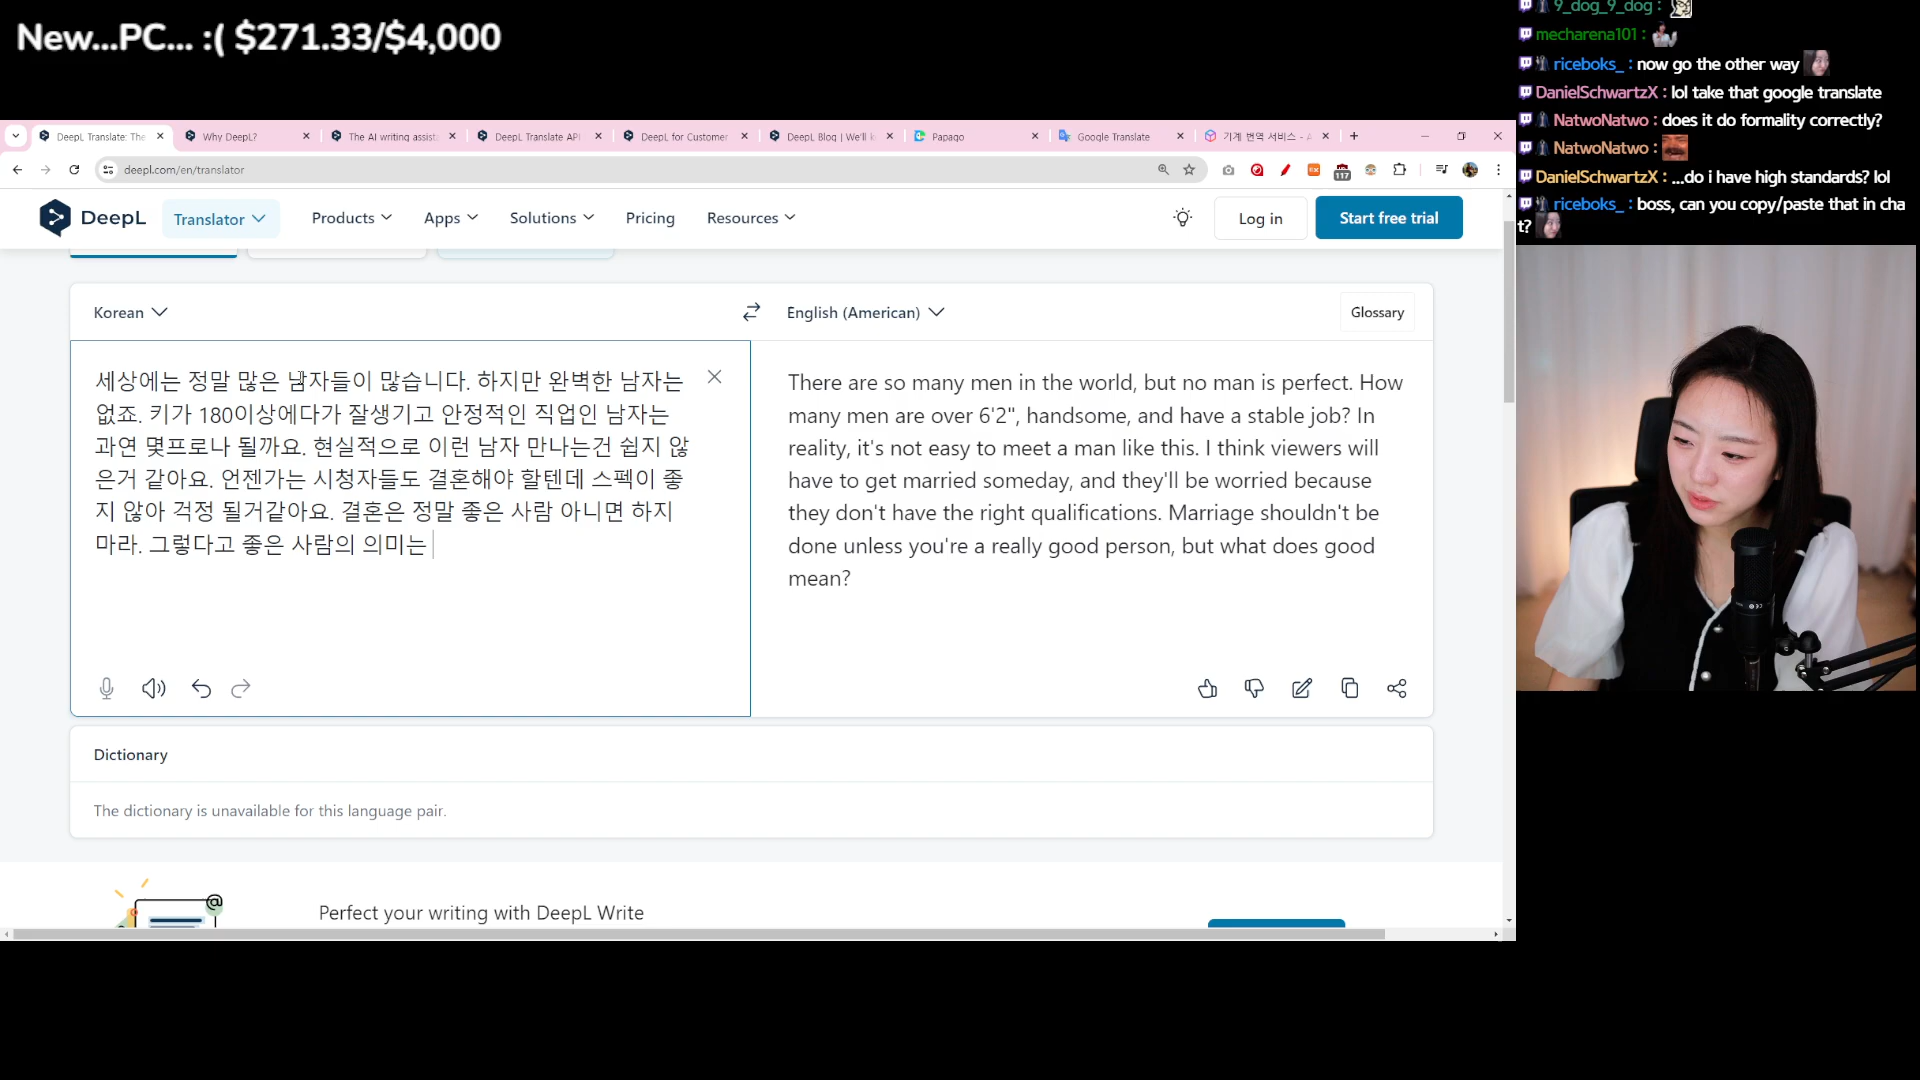 New...PC... :( $271.33/$4,000
DeepL Translate: The
Why DeepL?
The AI writing assist
DeepL Translate API
DeepL for Customer
DeepL Blog | We'll k
Papago
Google Translate
기계 번역 서비스 - A
deepl.com/en/translator
117
DeepL
Translator
Products
Apps
Solutions
Pricing
Resources
Log in
Start free trial
Korean
English (American)
Glossary
세상에는 정말 많은 남자들이 많습니다. 하지만 완벽한 남자는
없죠. 키가 180이상에다가 잘생기고 안정적인 직업인 남자는
과연 몇프로나 될까요. 현실적으로 이런 남자 만나는건 쉽지 않
은거 같아요. 언젠가는 시청자들도 결혼해야 할텐데 스펙이 좋
지 않아 걱정 될거같아요. 결혼은 정말 좋은 사람 아니면 하지
마라. 그렇다고 좋은 사람의 의미는
There are so many men in the world, but no man is perfect. How
many men are over 6'2", handsome, and have a stable job? In
reality, it's not easy to meet a man like this. I think viewers will
have to get married someday, and they'll be worried because
they don't have the right qualifications. Marriage shouldn't be
done unless you're a really good person, but what does good
mean?
Dictionary
The dictionary is unavailable for this language pair.
@
Perfect your writing with DeepL Write
9_dog_9_dog :
mecharena101 :
riceboks_ : now go the other way
DanielSchwartzX : lol take that google translate
NatwoNatwo : does it do formality correctly?
NatwoNatwo :
DanielSchwartzX : ...do i have high standards? lol
riceboks_ : boss, can you copy/paste that in cha
t?